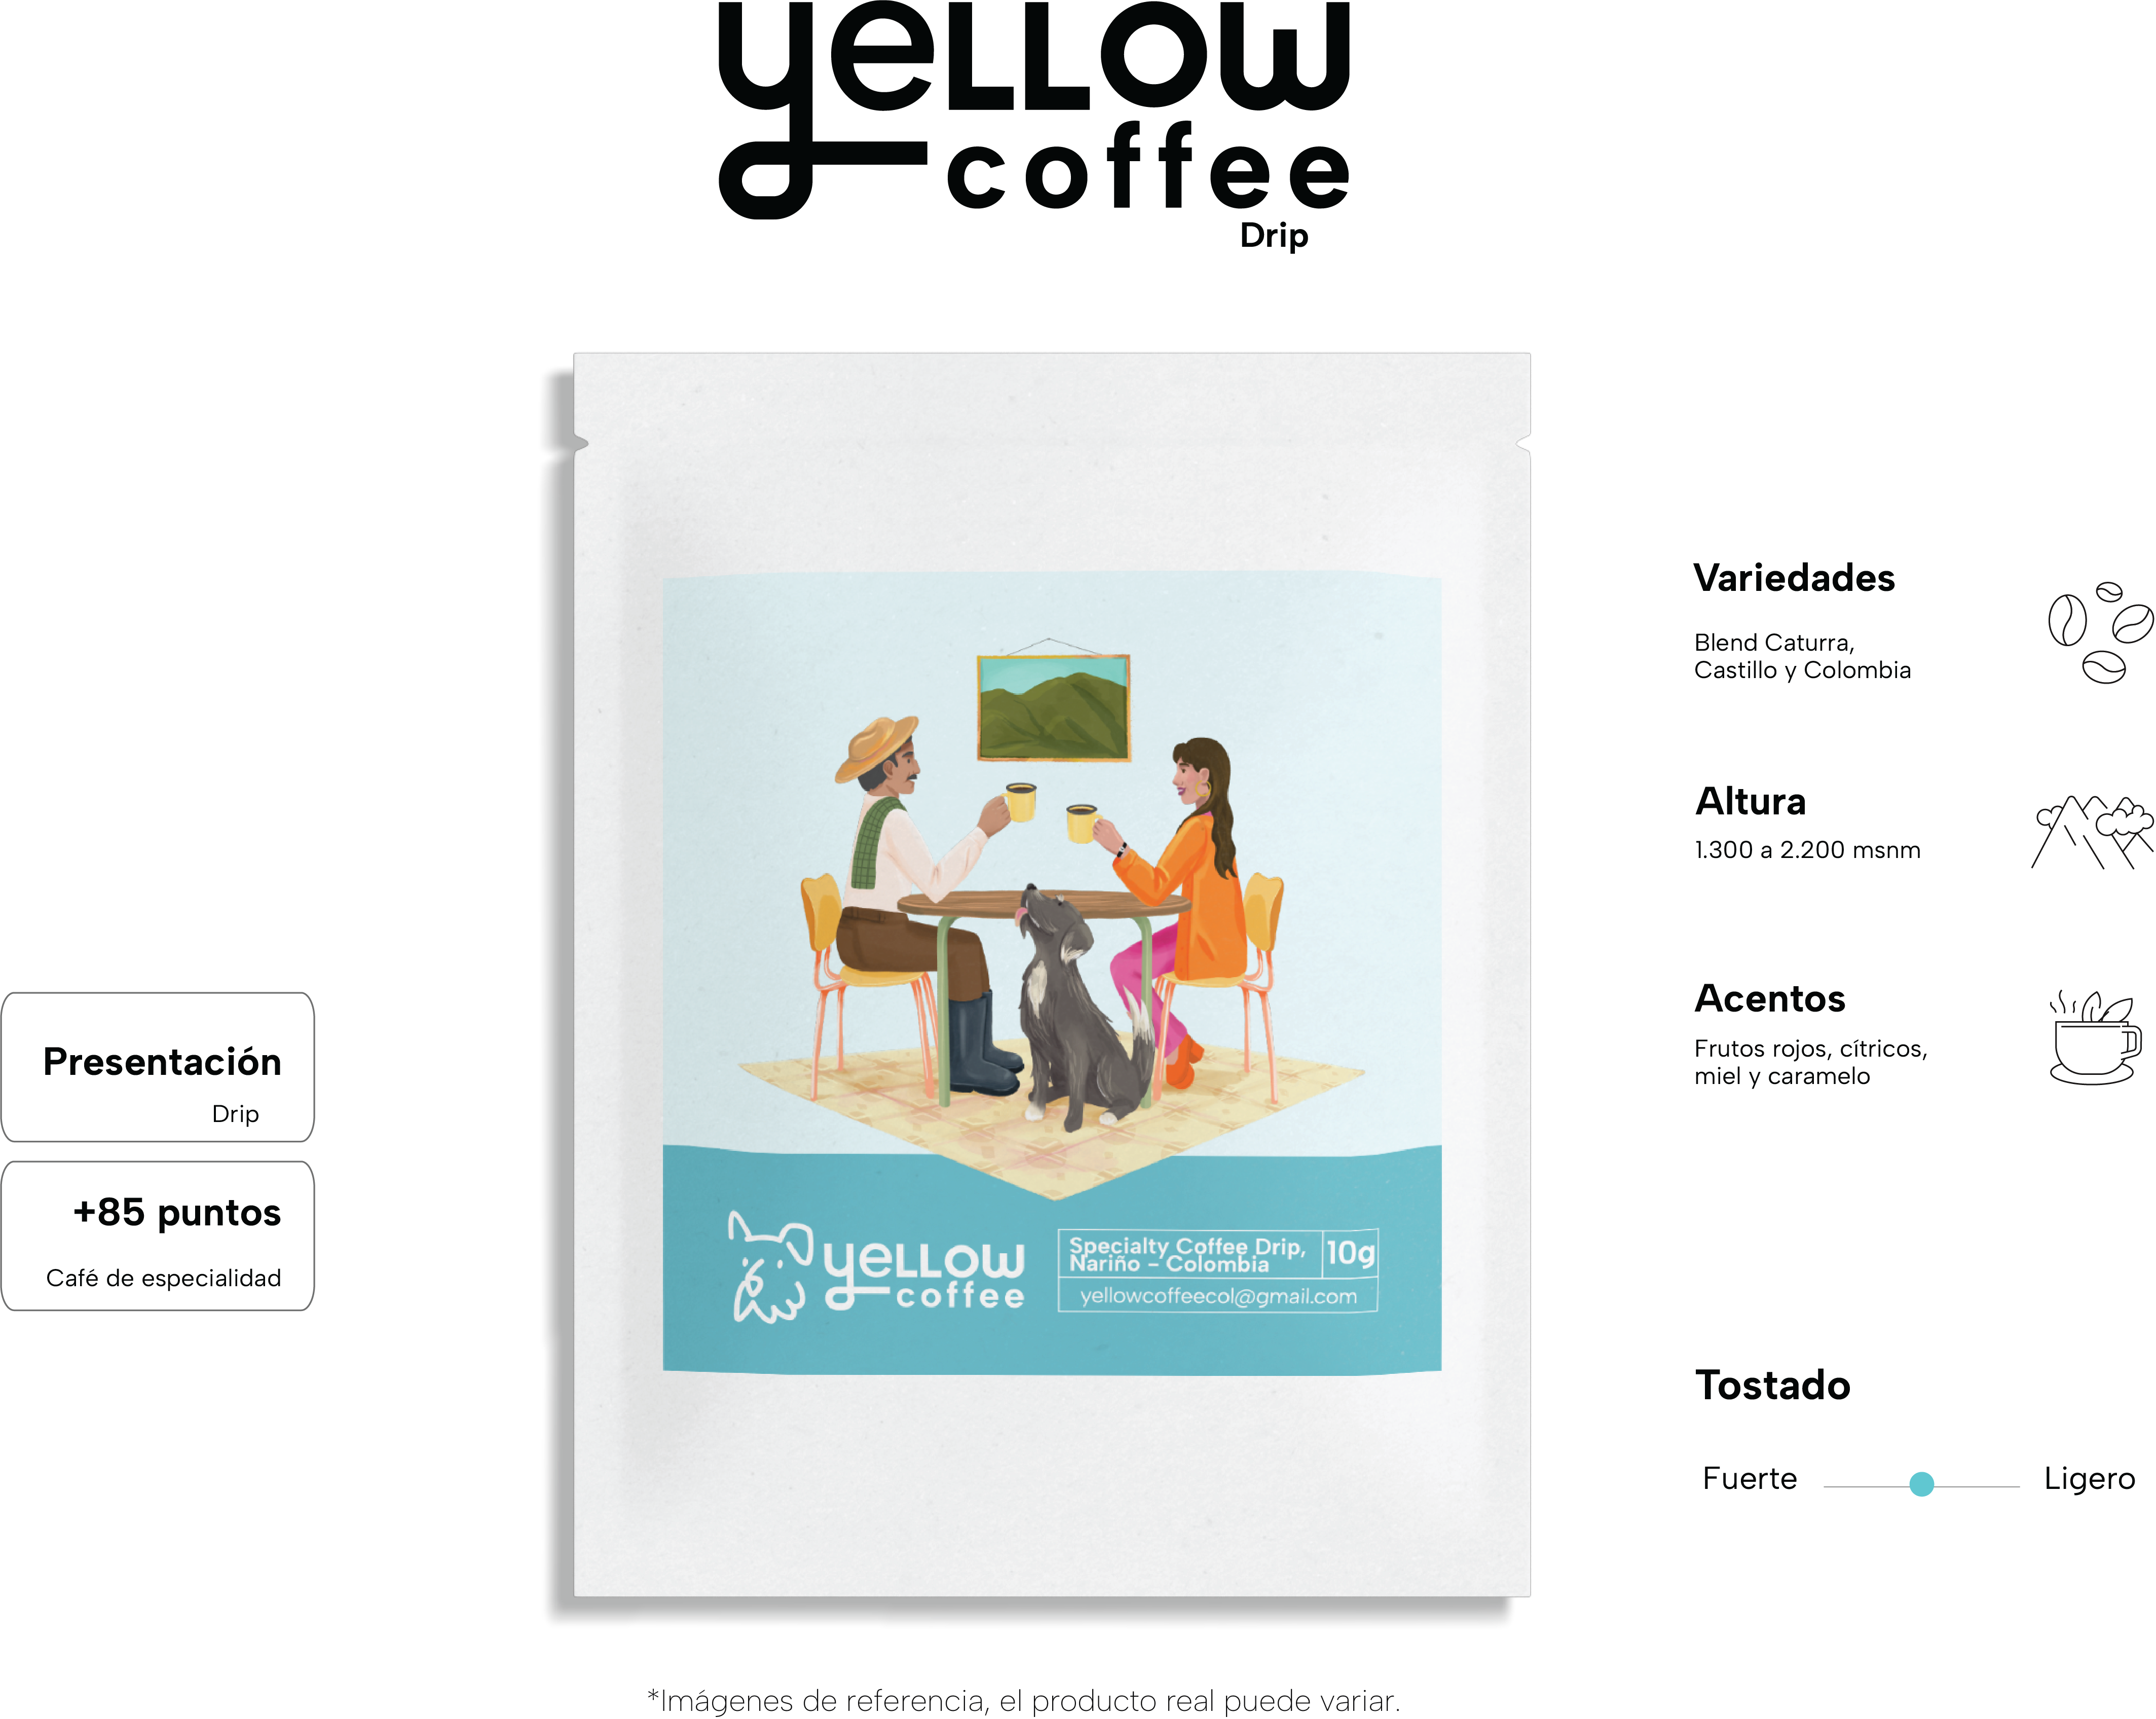 yeLLOW
coffee
Drip
Presentación
Drip
+85 puntos
Café de especialidad
yeLLOW
coffee
Specialty Coffee Drip,
Nariño – Colombia
10g
yellowcoffeecol@gmail.com
Variedades
Blend Caturra,
Castillo y Colombia
Altura
1.300 a 2.200 msnm
Acentos
Frutos rojos, cítricos,
miel y caramelo
Tostado
Fuerte
Ligero
*Imágenes de referencia, el producto real puede variar.